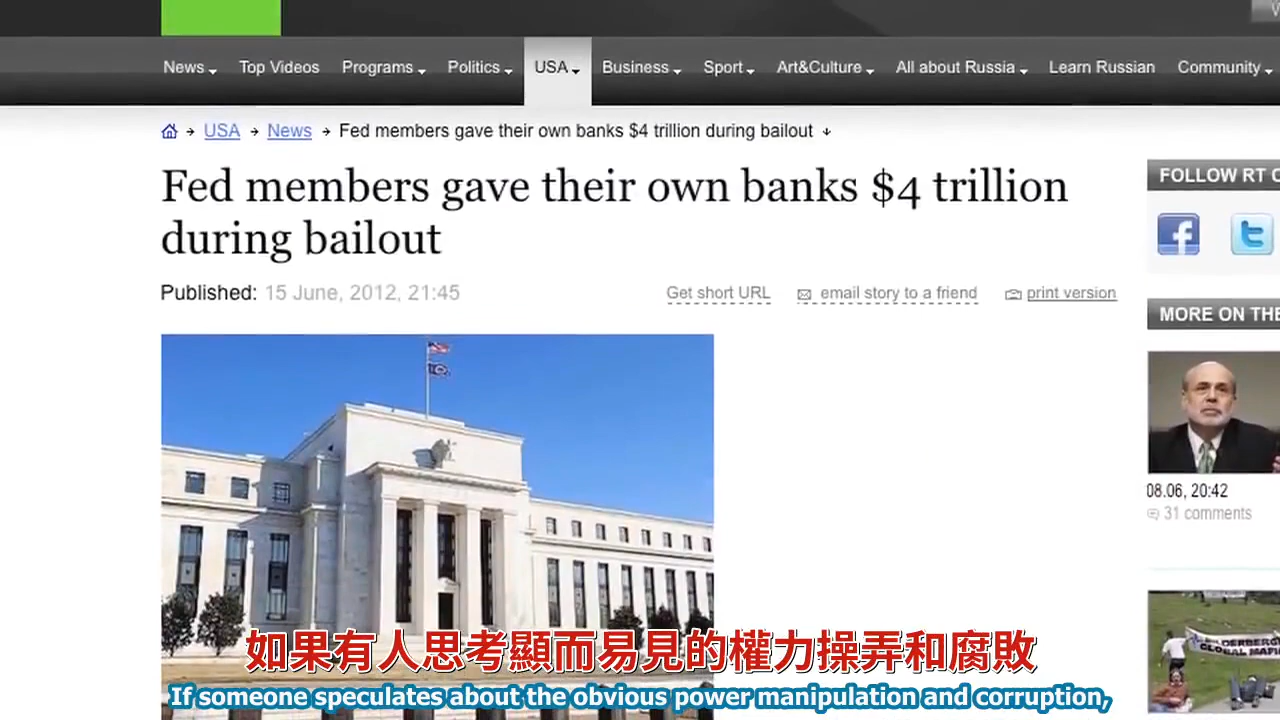 News Top Videos Programs Politics USA Business Sport Art&Culture All about Russia Learn Russian Community
USA News Fed members gave their own banks $4 trillion during bailout
Fed members gave their own banks $4 trillion
during bailout
Published: 15 June, 2012, 21:45
Get short URL email story to a friend print version
FOLLOW RT
MORE ON
08.06, 20:42
31 comments
GLOBAL
如果有人思考顯而易見的權力操弄和腐敗
If someone speculates about the obvious power manipulation and corruption,